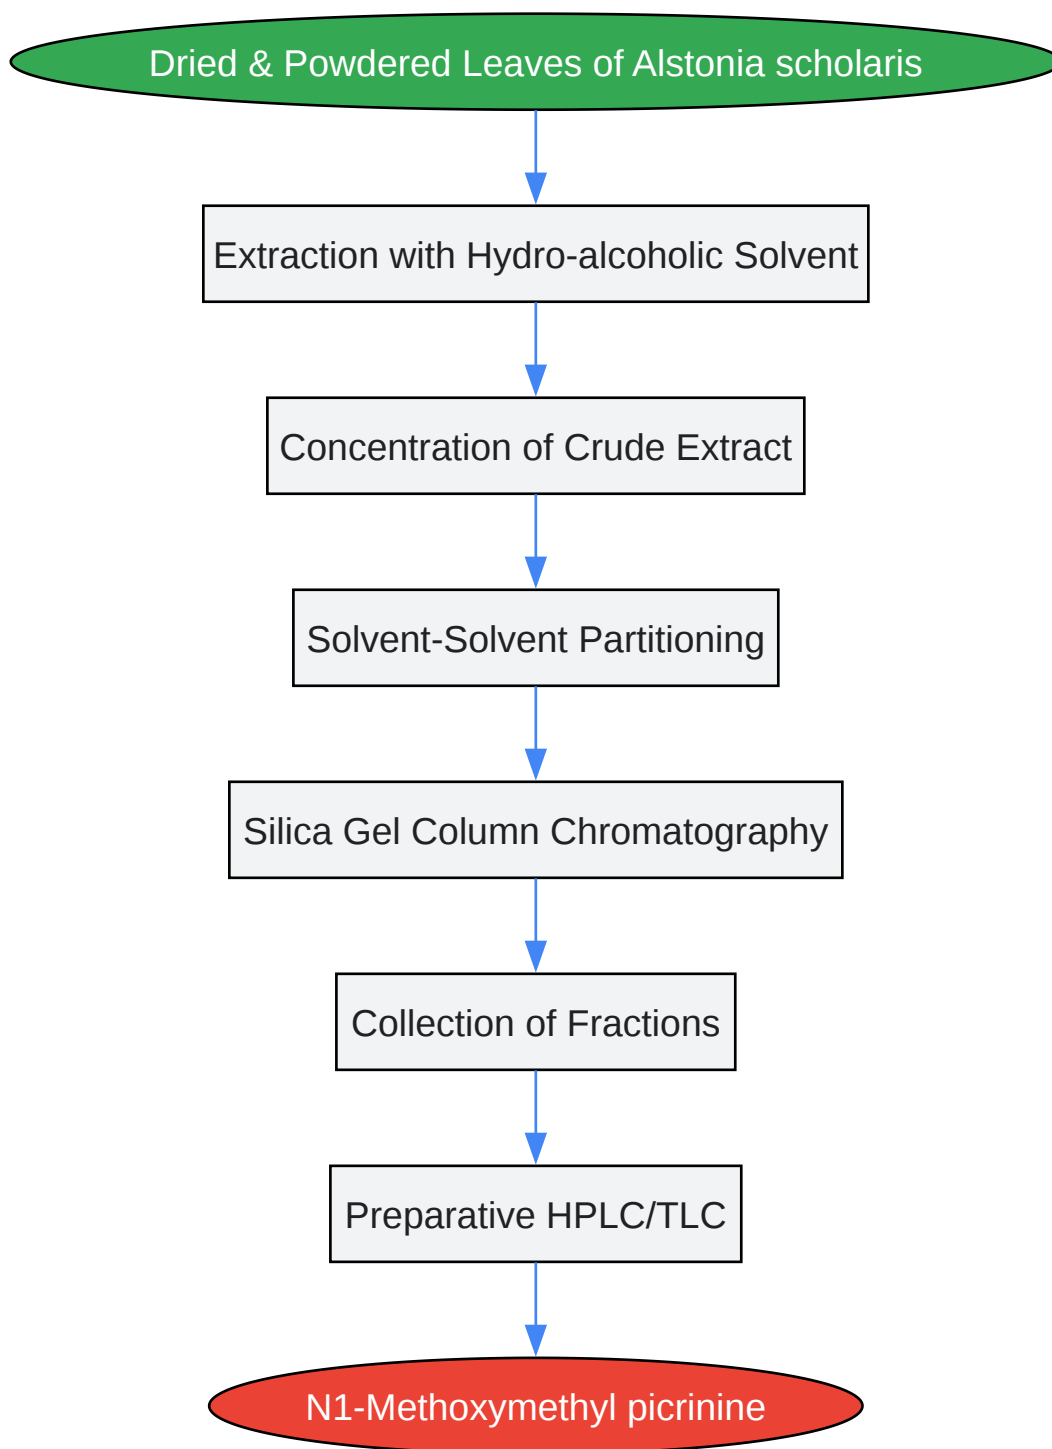 Dried & Powdered Leaves of Alstonia scholaris
Extraction with Hydro-alcoholic Solvent
Concentration of Crude Extract
Solvent-Solvent Partitioning
Silica Gel Column Chromatography
Collection of Fractions
Preparative HPLC/TLC
N1-Methoxymethyl picrinine